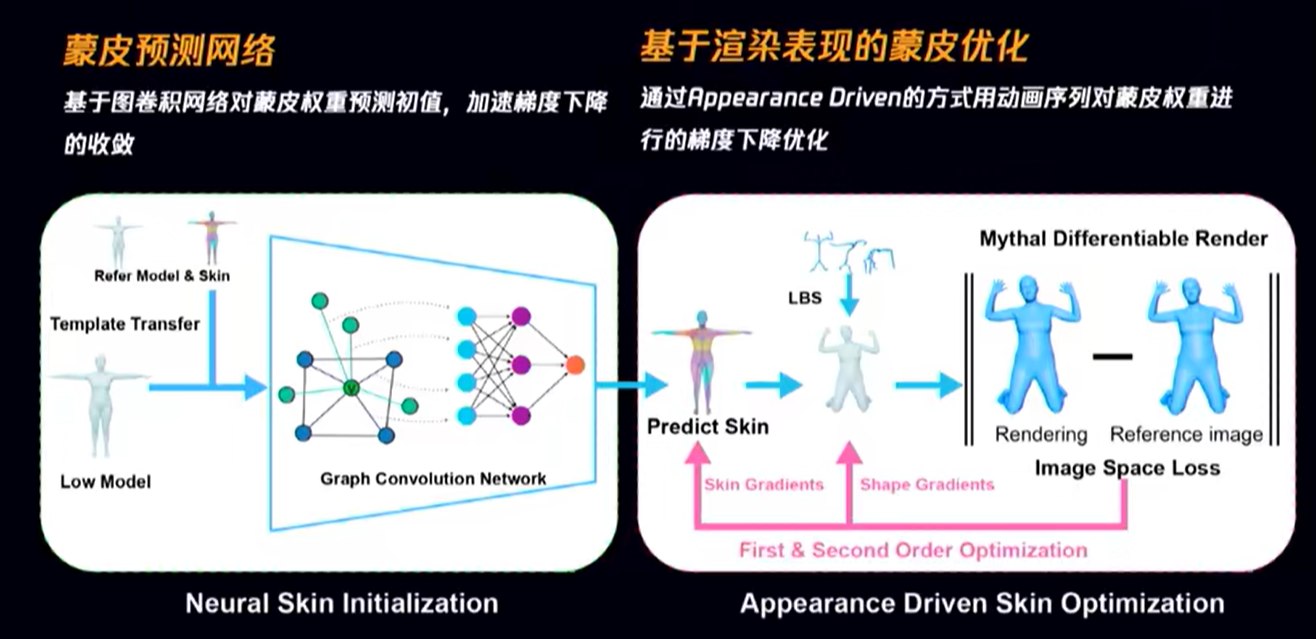 蒙皮预测网络
基于图卷积网络对蒙皮权重预测初值，加速梯度下降
的收敛
基于渲染表现的蒙皮优化
通过Appearance Driven的方式用动画序列对蒙皮权重进
行的梯度下降优化
Refer Model & Skin
Template Transfer
Low Model
V
Graph Convolution Network
Neural Skin Initialization
Mythal Differentiable Render
LBS
Predict Skin
Rendering
Reference image
Image Space Loss
Skin Gradients
Shape Gradients
First & Second Order Optimization
Appearance Driven Skin Optimization